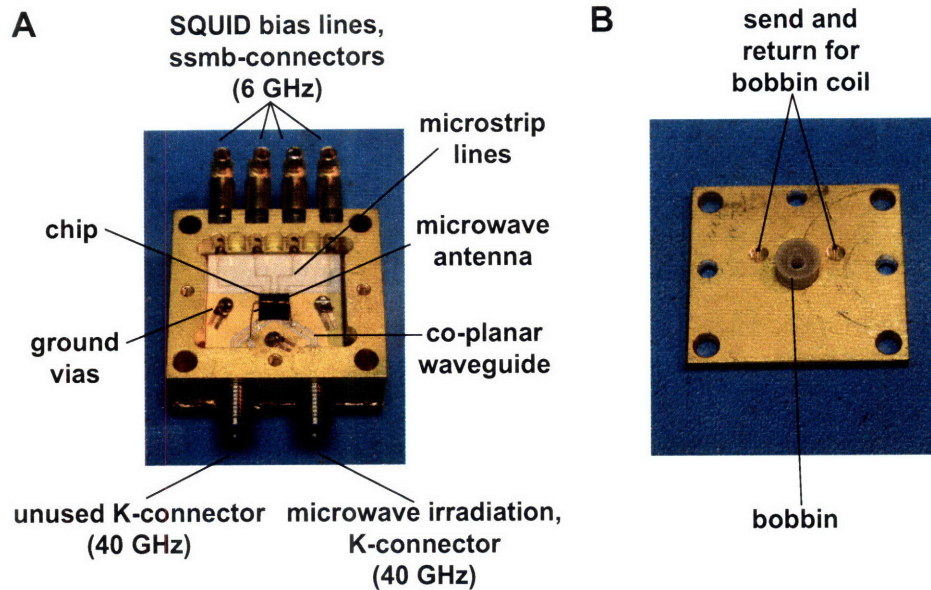 A
SQUID bias lines,
ssmb-connectors
(6 GHz)
microstrip
lines
chip
microwave
antenna
ground
vias
co-planar
waveguide
unused K-connector
(40 GHz)
microwave irradiation,
K-connector
(40 GHz)
B
send and
return for
bobbin coil
bobbin